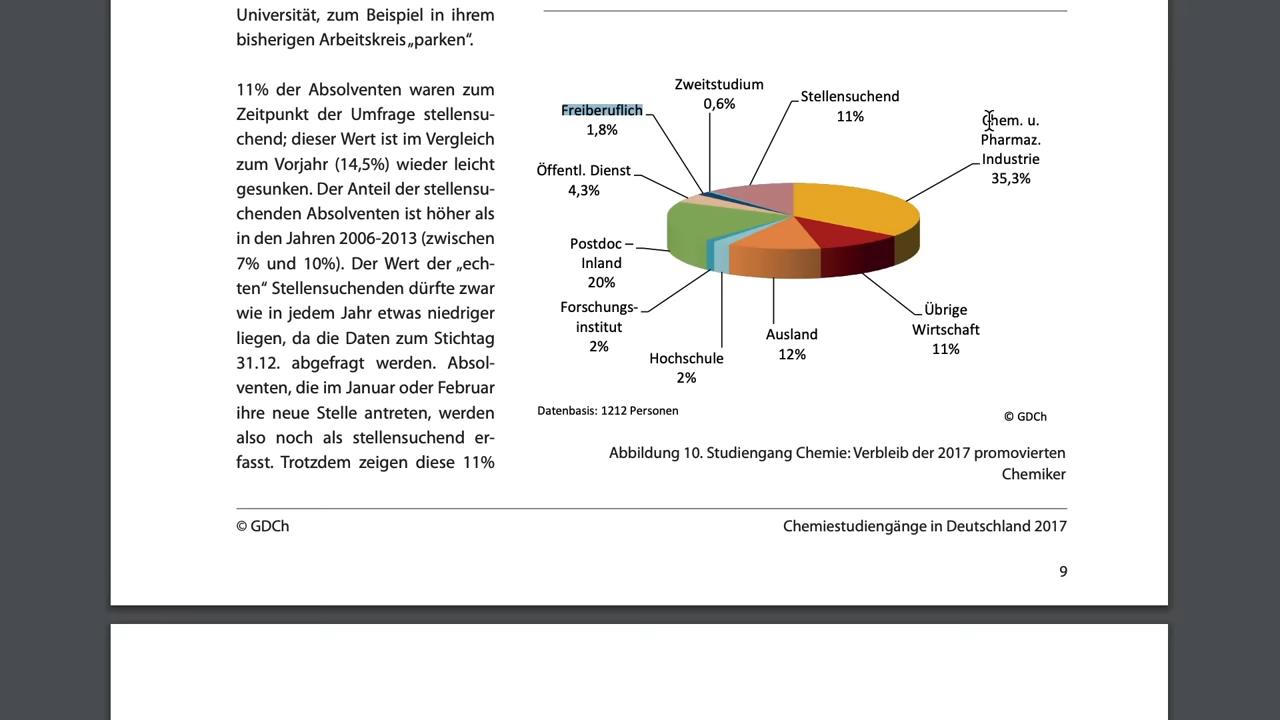 Universität, zum Beispiel in ihrem
bisherigen Arbeitskreis „parken“.
11% der Absolventen waren zum
Zeitpunkt der Umfrage stellensu-
chend; dieser Wert ist im Vergleich
zum Vorjahr (14,5%) wieder leicht
gesunken. Der Anteil der stellensu-
chenden Absolventen ist höher als
in den Jahren 2006-2013 (zwischen
7% und 10%). Der Wert der „ech-
ten“ Stellensuchenden dürfte zwar
wie in jedem Jahr etwas niedriger
liegen, da die Daten zum Stichtag
31.12. abgefragt werden. Absol-
venten, die im Januar oder Februar
ihre neue Stelle antreten, werden
also noch als stellensuchend er-
fasst. Trotzdem zeigen diese 11%
Zweitstudium
0,6%
Stellensuchend
11%
Freiberuflich
1,8%
Chem. u.
Pharmaz.
Industrie
35,3%
Öffentl. Dienst
4,3%
Postdoc –
Inland
20%
Forschungs-
institut
2%
Hochschule
2%
Ausland
12%
Übrige
Wirtschaft
11%
Datenbasis: 1212 Personen
© GDCh
Abbildung 10. Studiengang Chemie: Verbleib der 2017 promovierten
Chemiker
© GDCh
Chemiestudiengänge in Deutschland 2017
9